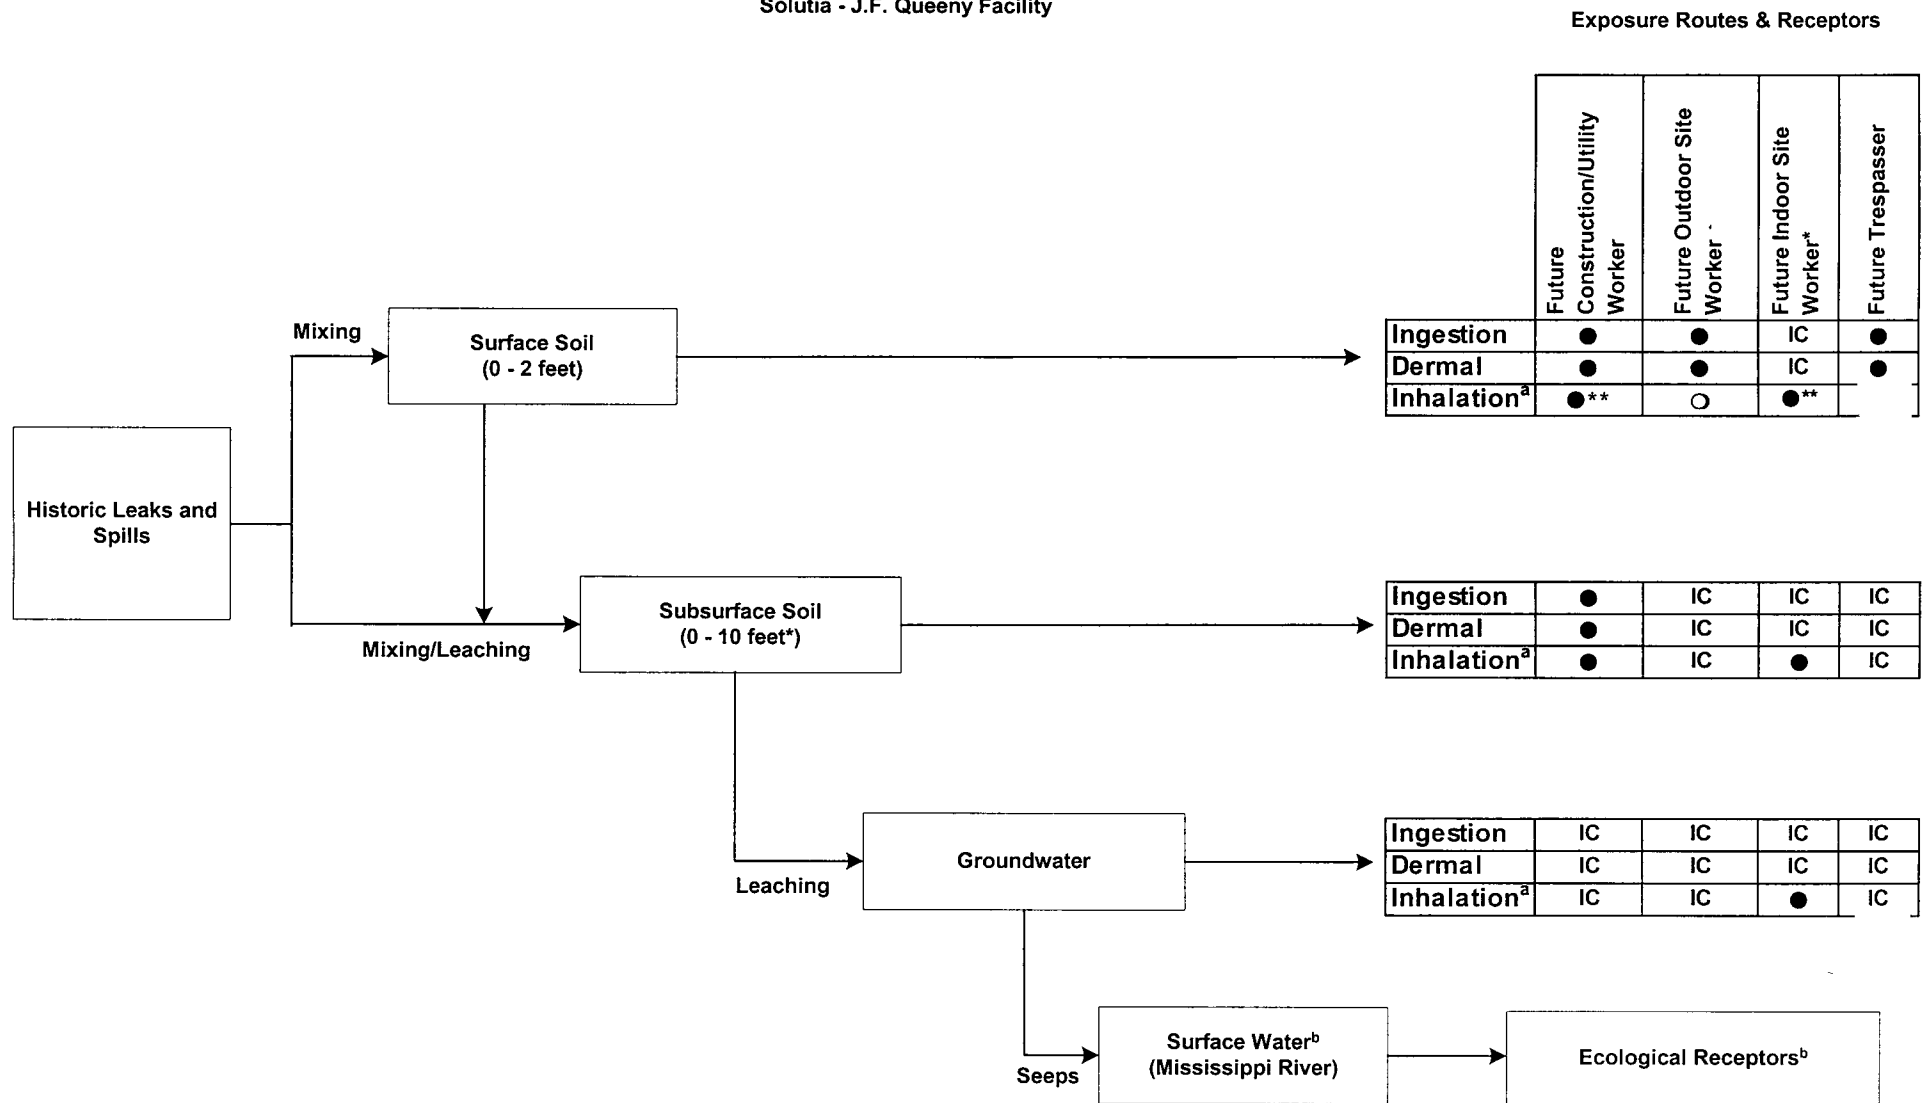 Solutia - J.F. Queeny Facility
Exposure Routes & Receptors
Future
Construction/Utility
Worker
Future Outdoor Site
Worker
Future Indoor Site
Worker*
Future Trespasser
Mixing
Surface Soil
(0 - 2 feet)
Ingestion ● ● IC ●
Dermal ● ● IC ●
Inhalationᵃ ●** ○ ●**
Historic Leaks and
Spills
Mixing/Leaching
Subsurface Soil
(0 - 10 feet*)
Ingestion ● IC IC IC
Dermal ● IC IC IC
Inhalationᵃ ● IC ● IC
Leaching
Groundwater
Ingestion IC IC IC IC
Dermal IC IC IC IC
Inhalationᵃ IC IC ● IC
Seeps
Surface Waterᵇ
(Mississippi River)
Ecological Receptorsᵇ